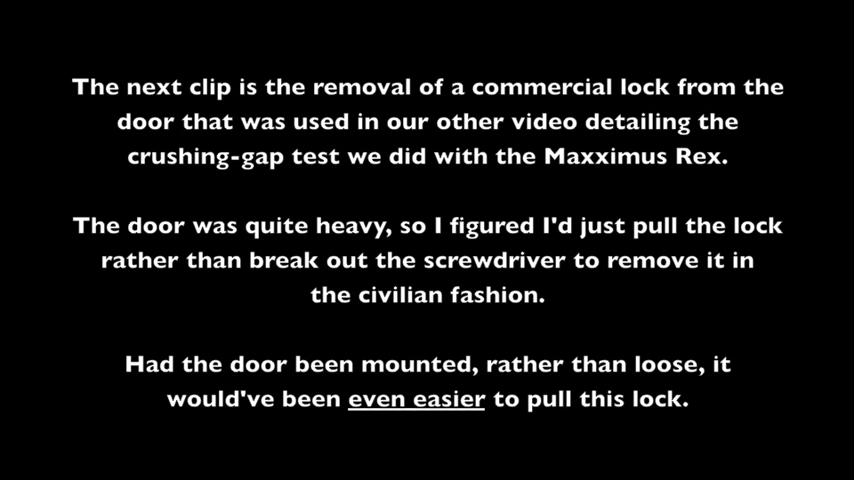 The next clip is the removal of a commercial lock from the
door that was used in our other video detailing the
crushing-gap test we did with the Maxximus Rex.
The door was quite heavy, so I figured I'd just pull the lock
rather than break out the screwdriver to remove it in
the civilian fashion.
Had the door been mounted, rather than loose, it
would've been even easier to pull this lock.